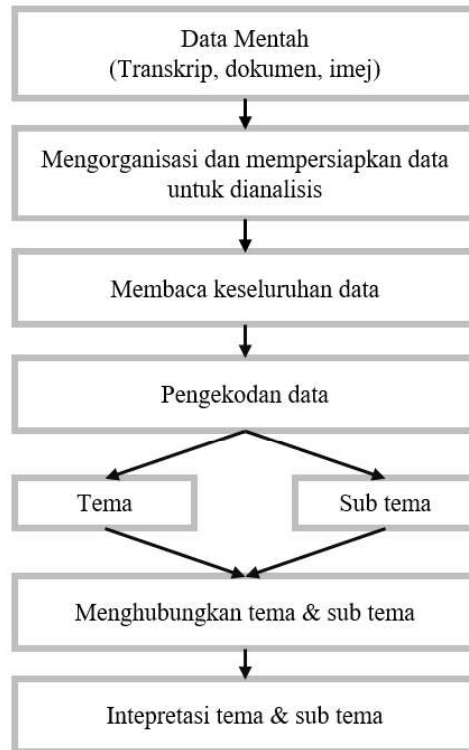 Data Mentah
(Transkrip, dokumen, imej)
Mengorganisasi dan mempersiapkan data
untuk dianalisis
Membaca keseluruhan data
Pengekodan data
Tema
Sub tema
Menghubungkan tema & sub tema
Intepretasi tema & sub tema